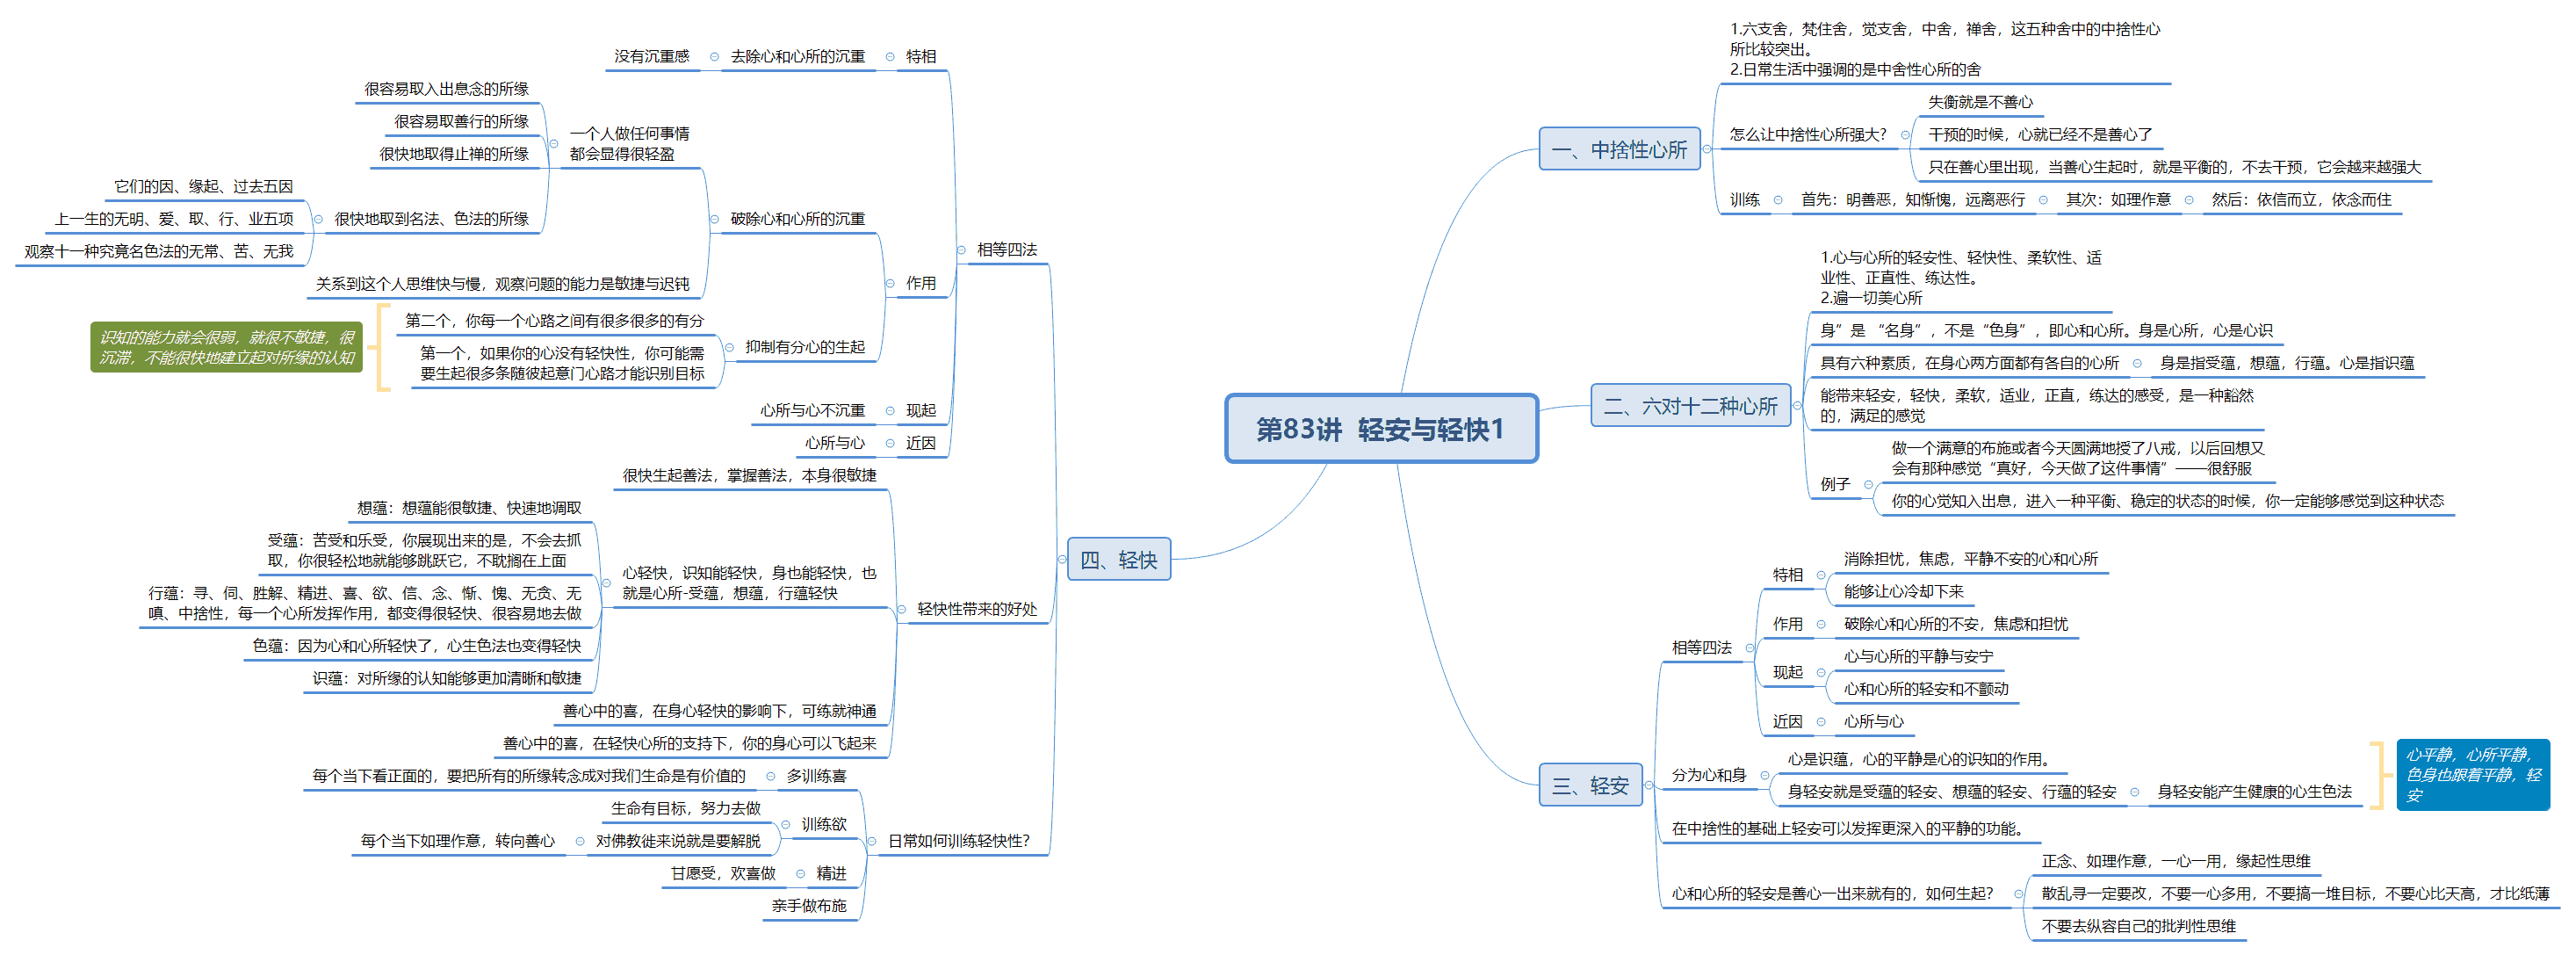 第83讲 轻安与轻快1
一、中捨性心所
1.六支舍，梵住舍，觉支舍，中舍，禅舍，这五种舍中的中捨性心
所比较突出。
2.日常生活中强调的是中舍性心所的舍
怎么让中捨性心所强大？
失衡就是不善心
干预的时候，心就已经不是善心了
只在善心里出现，当善心生起时，就是平衡的，不去干预，它会越来越强大
训练
首先：明善恶，知惭愧，远离恶行
其次：如理作意
然后：依信而立，依念而住
二、六对十二种心所
1.心与心所的轻安性、轻快性、柔软性、适
业性、正直性、练达性。
2.遍一切美心所
身”是 “名身”，不是“色身”，即心和心所。身是心所，心是心识
具有六种素质，在身心两方面都有各自的心所
身是指受蕴，想蕴，行蕴。心是指识蕴
能带来轻安，轻快，柔软，适业，正直，练达的感受，是一种豁然
的，满足的感觉
例子
做一个满意的布施或者今天圆满地授了八戒，以后回想又
会有那种感觉“真好，今天做了这件事情”——很舒服
你的心觉知入出息，进入一种平衡、稳定的状态的时候，你一定能够感觉到这种状态
三、轻安
相等四法
特相
消除担忧，焦虑，平静不安的心和心所
能够让心冷却下来
作用
破除心和心所的不安，焦虑和担忧
现起
心与心所的平静与安宁
心和心所的轻安和不颤动
近因
心所与心
分为心和身
心是识蕴，心的平静是心的识知的作用。
身轻安就是受蕴的轻安、想蕴的轻安、行蕴的轻安
身轻安能产生健康的心生色法
心平静，心所平静，
色身也跟着平静，轻
安
在中捨性的基础上轻安可以发挥更深入的平静的功能。
心和心所的轻安是善心一出来就有的，如何生起？
正念、如理作意，一心一用，缘起性思维
散乱寻一定要改，不要一心多用，不要搞一堆目标，不要心比天高，才比纸薄
不要去纵容自己的批判性思维
四、轻快
相等四法
特相
去除心和心所的沉重
没有沉重感
作用
破除心和心所的沉重
一个人做任何事情
都会显得很轻盈
很容易取入出息念的所缘
很容易取善行的所缘
很快地取得止禅的所缘
很快地取到名法、色法的所缘
它们的因、缘起、过去五因
上一生的无明、爱、取、行、业五项
观察十一种究竟名色法的无常、苦、无我
关系到这个人思维快与慢，观察问题的能力是敏捷与迟钝
抑制有分心的生起
第二个，你每一个心路之间有很多很多的有分
第一个，如果你的心没有轻快性，你可能需
要生起很多条随彼起意门心路才能识别目标
识知的能力就会很弱，就很不敏捷，很
沉滞，不能很快地建立起对所缘的认知
现起
心所与心不沉重
近因
心所与心
轻快性带来的好处
很快生起善法，掌握善法，本身很敏捷
心轻快，识知能轻快，身也能轻快，也
就是心所-受蕴，想蕴，行蕴轻快
想蕴：想蕴能很敏捷、快速地调取
受蕴：苦受和乐受，你展现出来的是，不会去抓
取，你很轻松地就能够跳跃它，不耽搁在上面
行蕴：寻、伺、胜解、精进、喜、欲、信、念、惭、愧、无贪、无
嗔、中捨性，每一个心所发挥作用，都变得很轻快、很容易地去做
色蕴：因为心和心所轻快了，心生色法也变得轻快
识蕴：对所缘的认知能够更加清晰和敏捷
善心中的喜，在身心轻快的影响下，可练就神通
善心中的喜，在轻快心所的支持下，你的身心可以飞起来
日常如何训练轻快性？
多训练喜
每个当下看正面的，要把所有的所缘转念成对我们生命是有价值的
训练欲
生命有目标，努力去做
对佛教徙来说就是要解脱
每个当下如理作意，转向善心
精进
甘愿受，欢喜做
亲手做布施